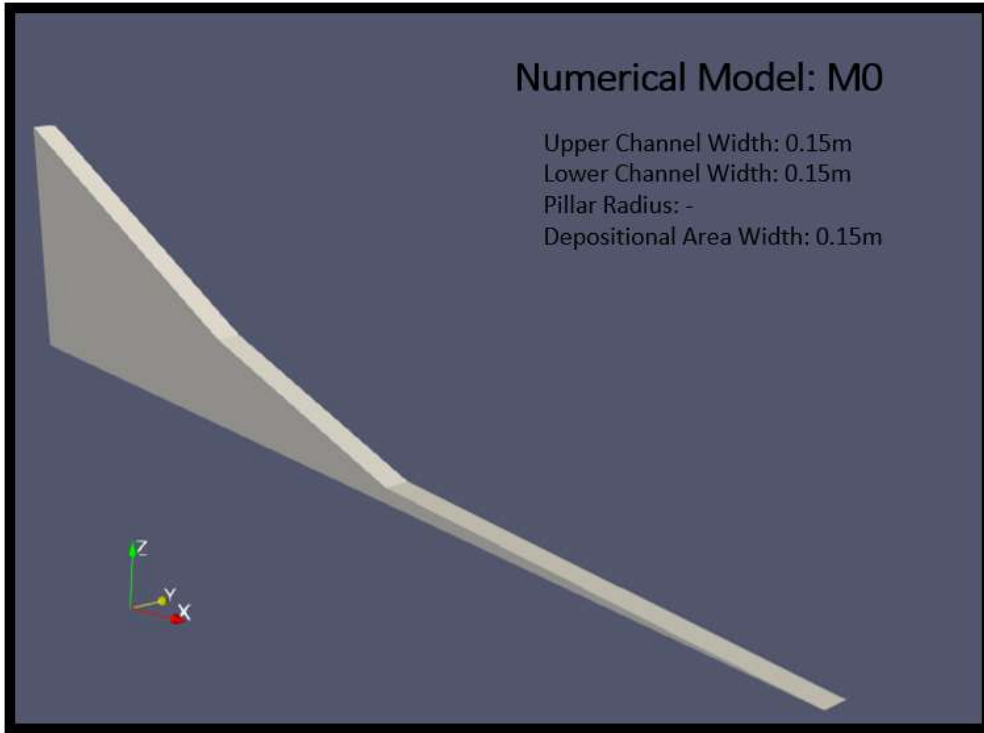 Numerical Model: M0
Upper Channel Width: 0.15m
Lower Channel Width: 0.15m
Pillar Radius: -
Depositional Area Width: 0.15m
Z
Y
X